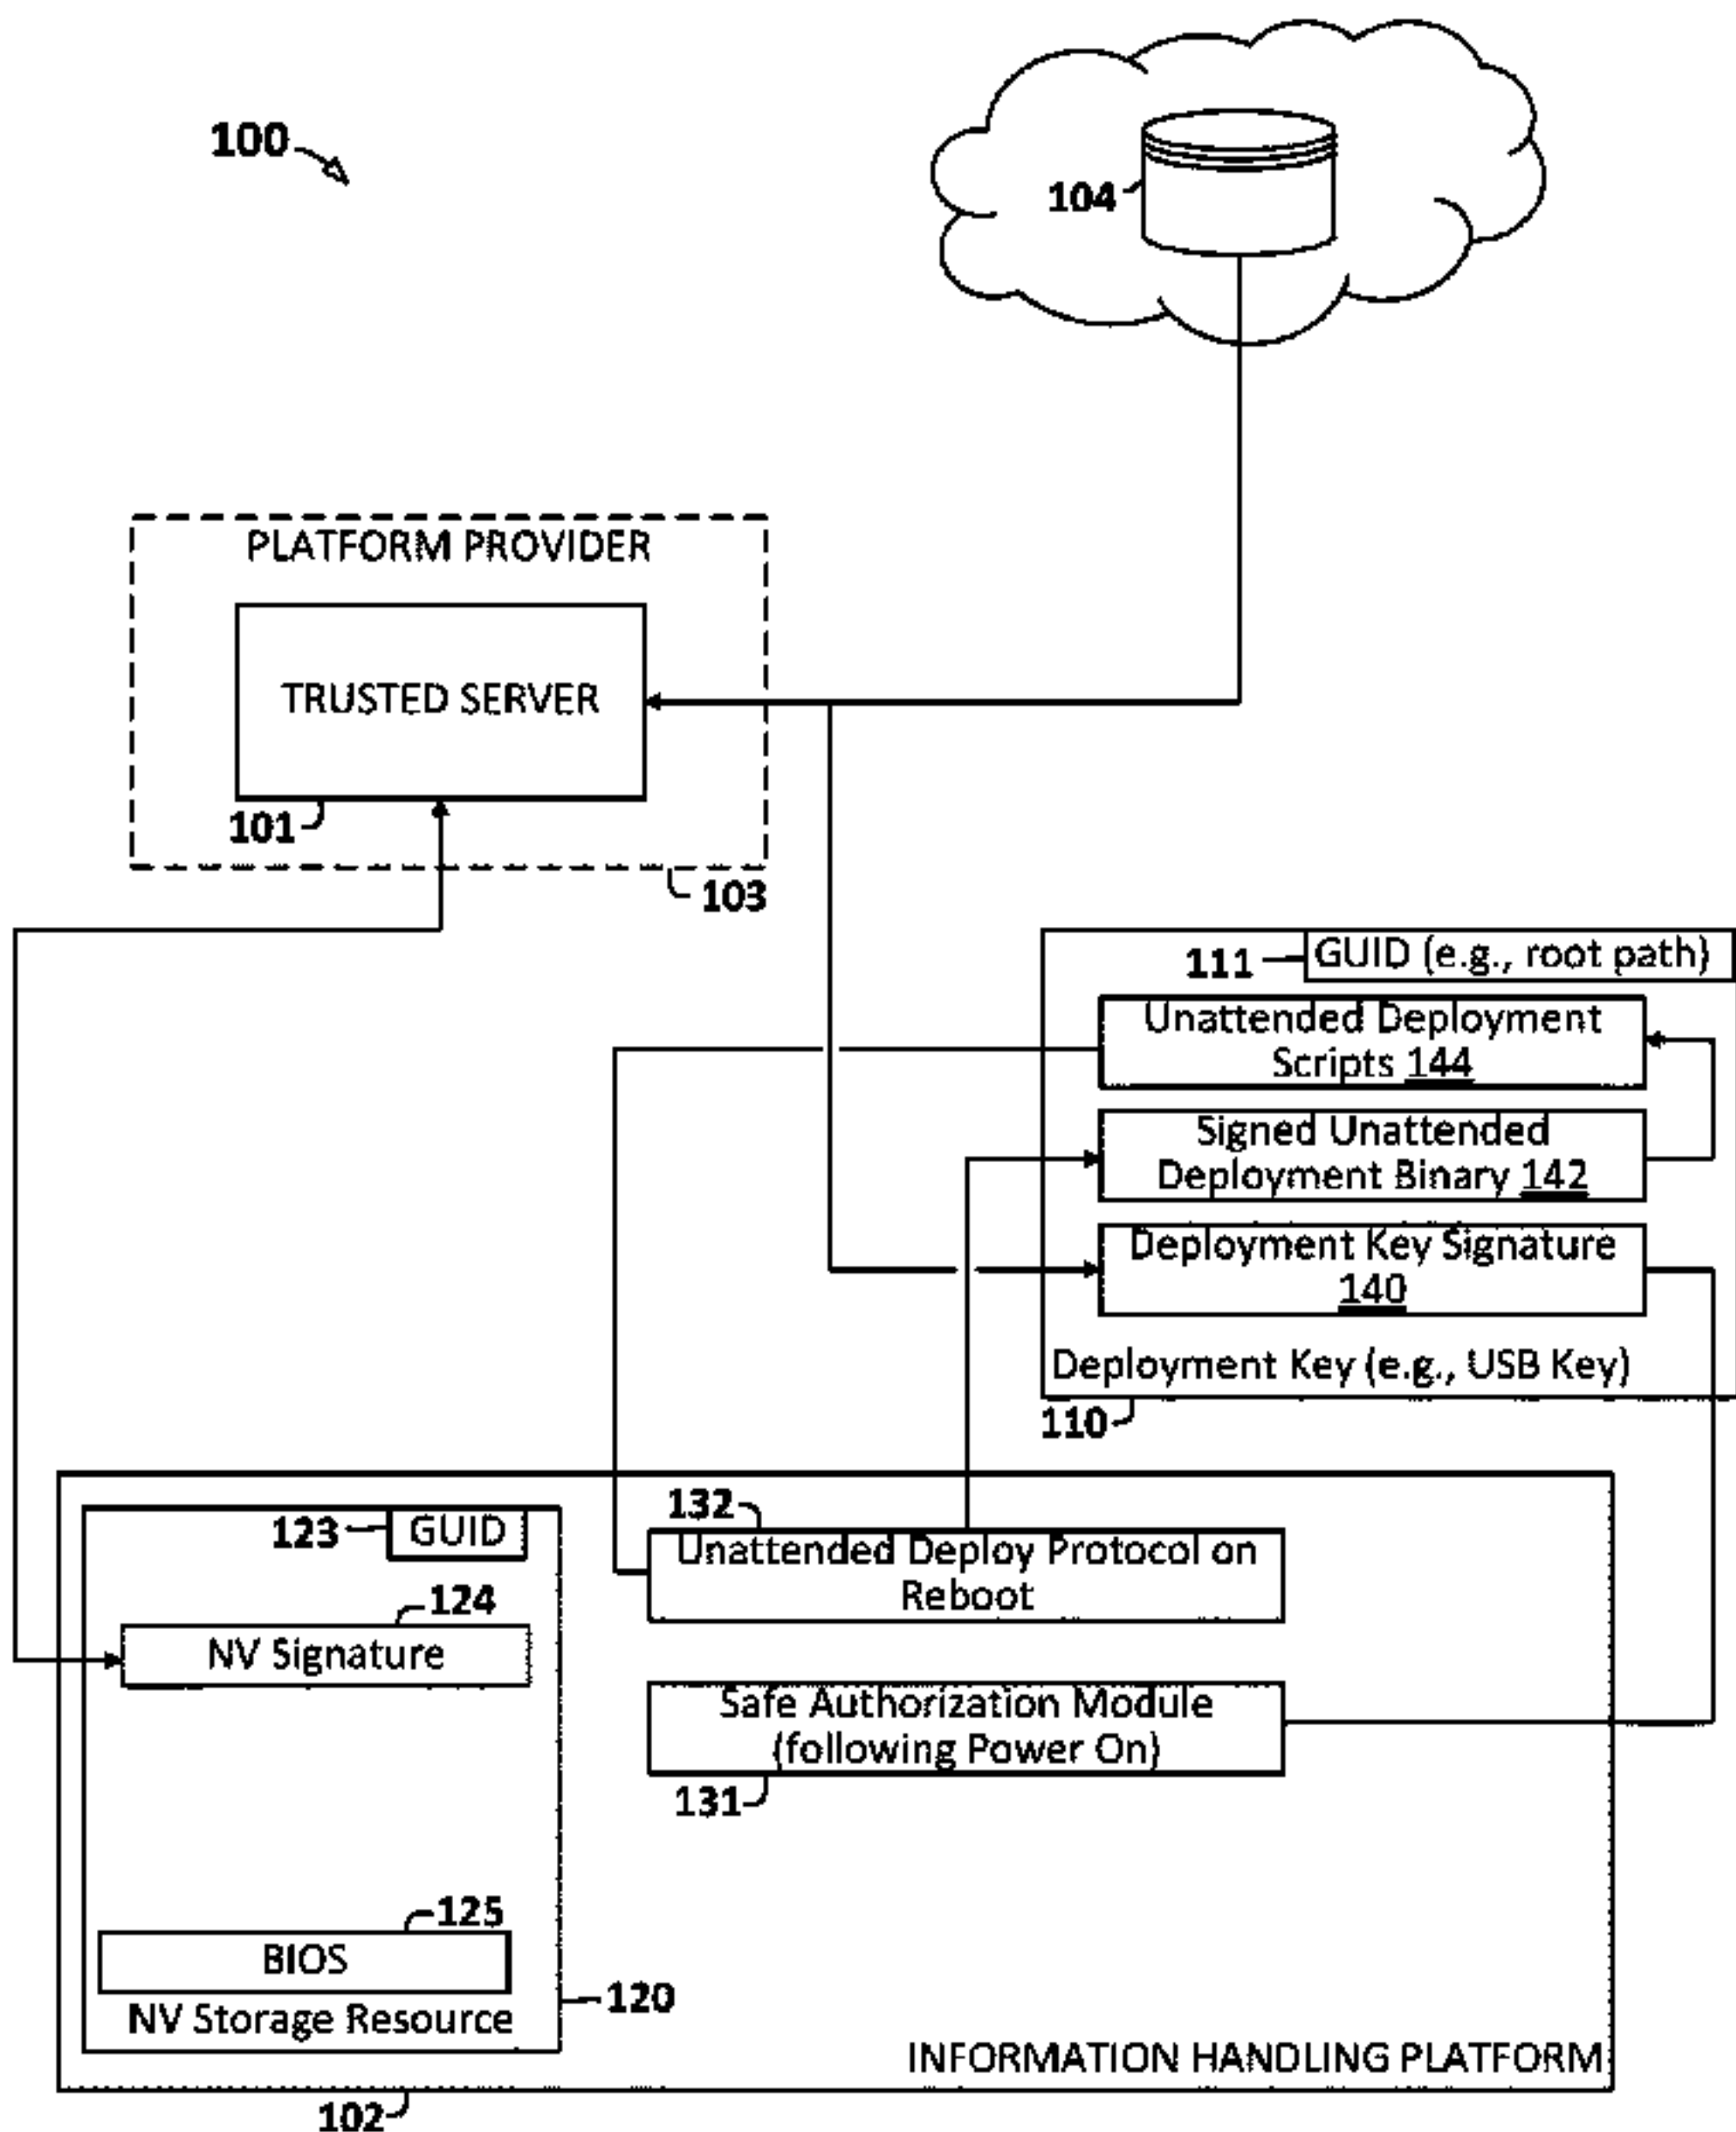 100
104
PLATFORM PROVIDER
TRUSTED SERVER
101
103
111
GUID (e.g., root path)
Unattended Deployment
Scripts 144
Signed Unattended
Deployment Binary 142
Deployment Key Signature
140
Deployment Key (e.g., USB Key)
110
123
GUID
124
NV Signature
132
Unattended Deploy Protocol on
Reboot
Safe Authorization Module
(following Power On)
131
125
BIOS
NV Storage Resource
120
INFORMATION HANDLING PLATFORM
102